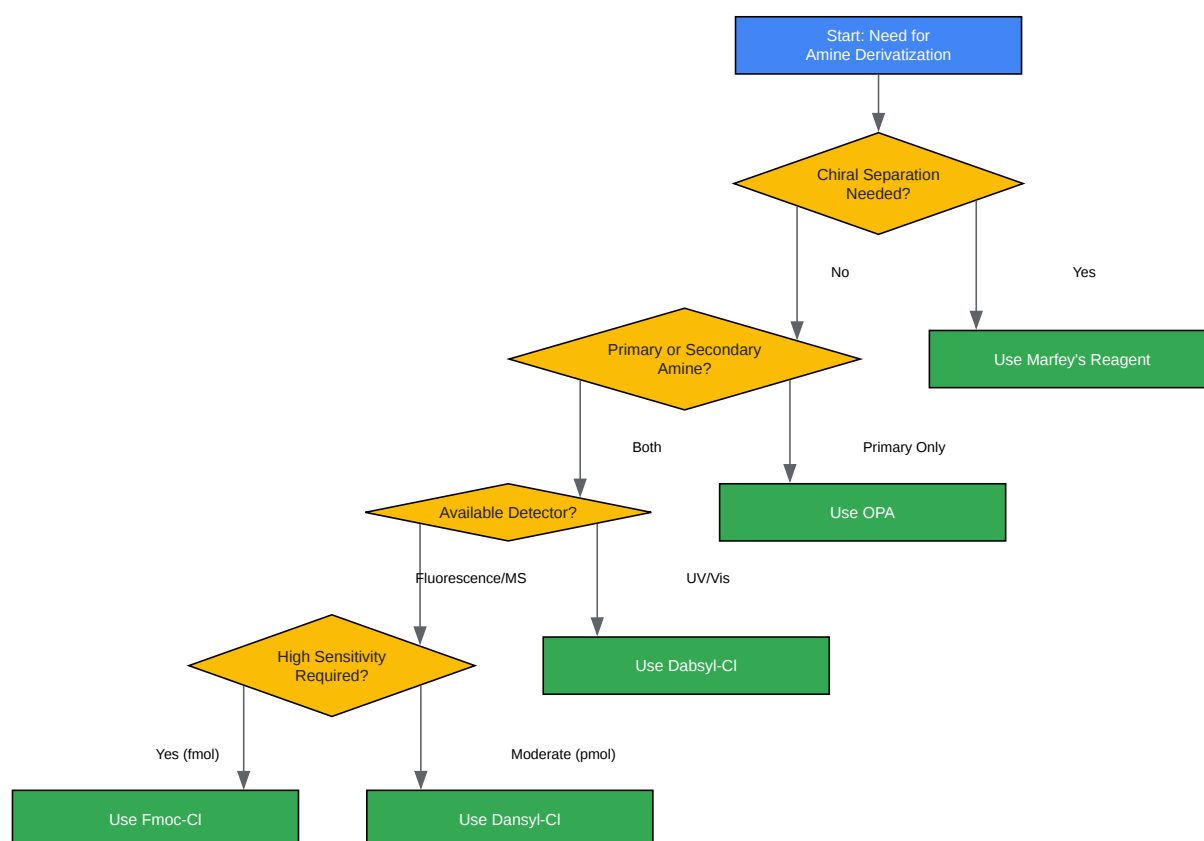 Start: Need for
Amine Derivatization
Chiral Separation
Needed?
No
Yes
Primary or Secondary
Amine?
Use Marfey's Reagent
Both
Primary Only
Available Detector?
Use OPA
Fluorescence/MS
UV/Vis
High Sensitivity
Required?
Use Dabsyl-Cl
Yes (fmol)
Moderate (pmol)
Use Fmoc-Cl
Use Dansyl-Cl